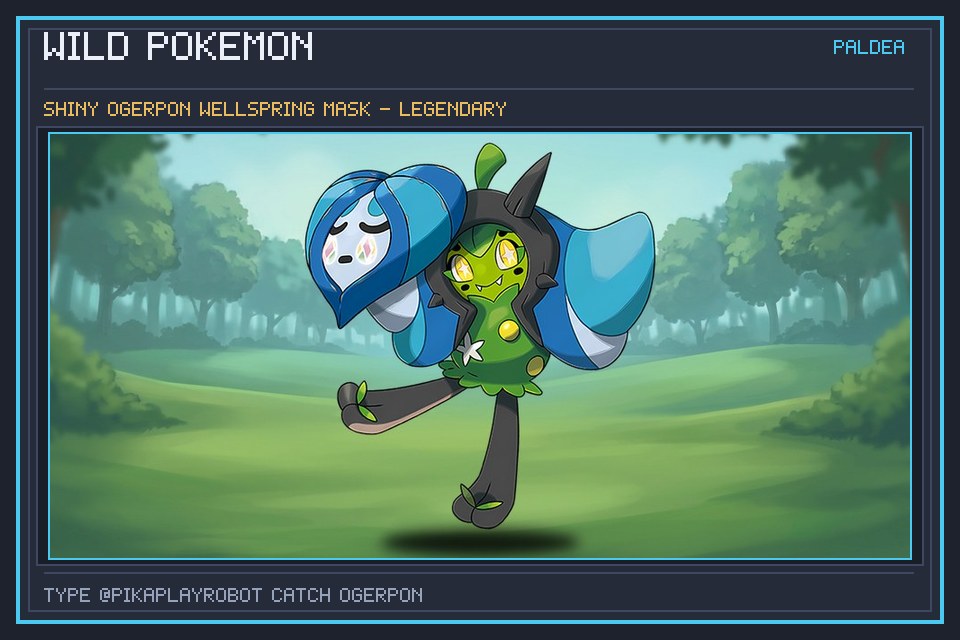 WILD POKEMON
PALDEA
SHINY OGERPON WELLSPRING MASK - LEGENDARY
TYPE @PIKAPLAYROBOT CATCH OGERPON